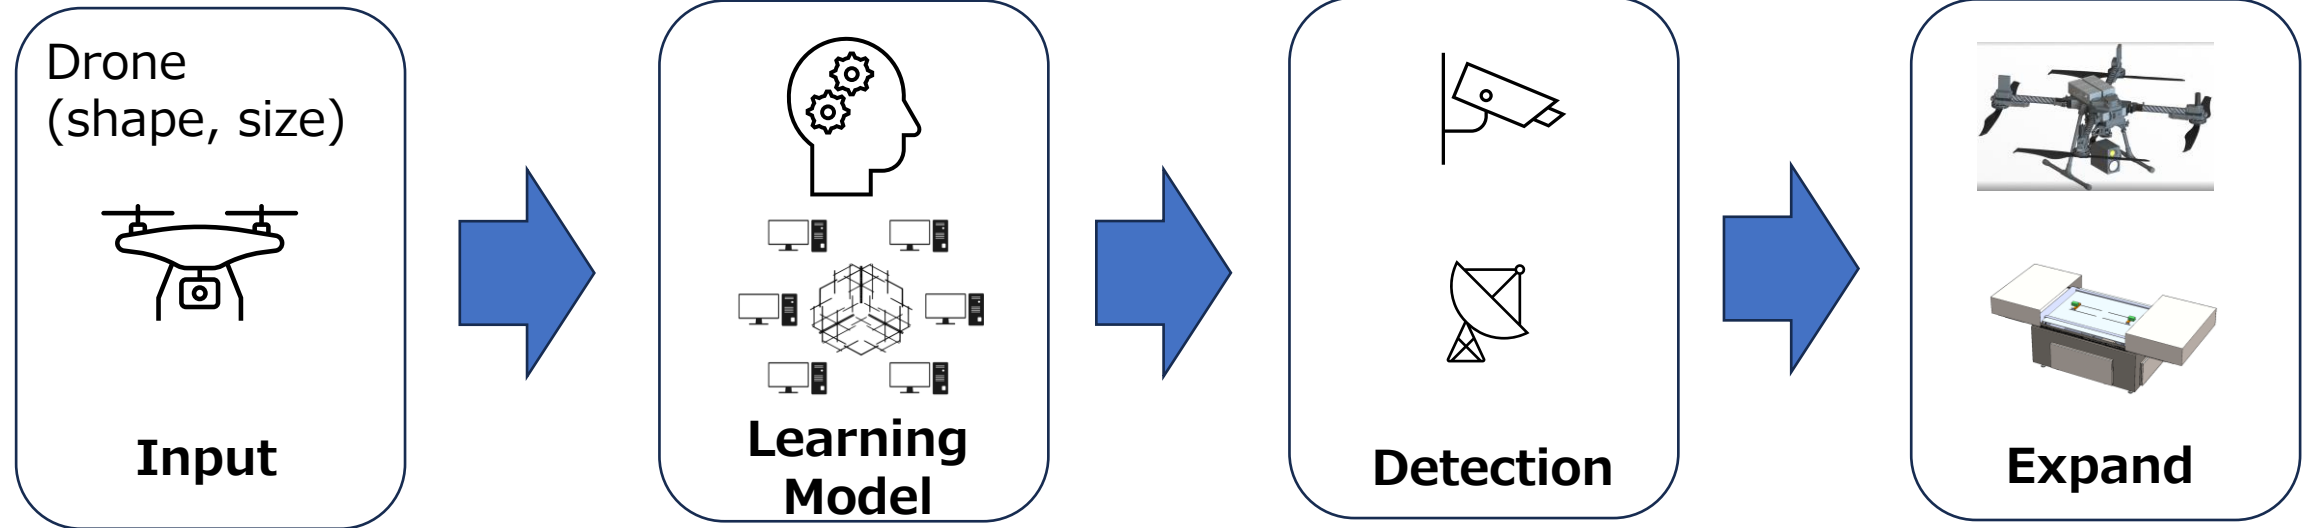 Drone
(shape, size)
Input
Learning
Model
Detection
Expand